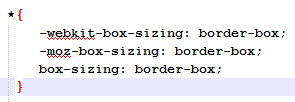 *{
-webkit-box-sizing: border-box;
-moz-box-sizing: border-box;
box-sizing: border-box;
}